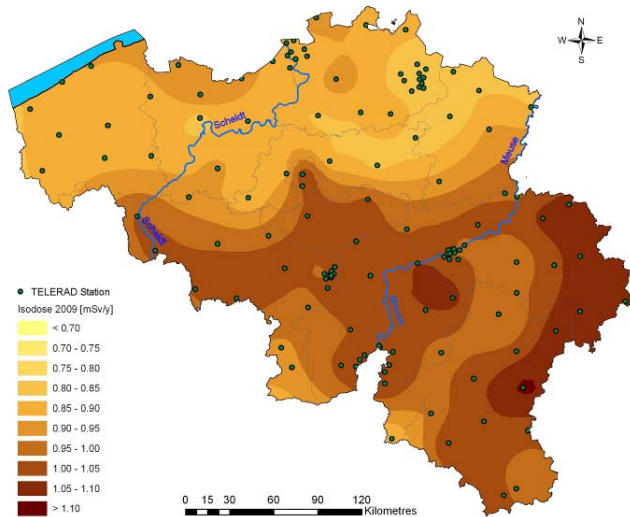 N
W E
S
Scheldt
Meuse
Scheldt
Meuse
TELERAD Station
Isodose 2009 [mSv/y]
< 0.70
0.70 - 0.75
0.75 - 0.80
0.80 - 0.85
0.85 - 0.90
0.90 - 0.95
0.95 - 1.00
1.00 - 1.05
1.05 - 1.10
> 1.10
0 15 30 60 90 120
Kilometres